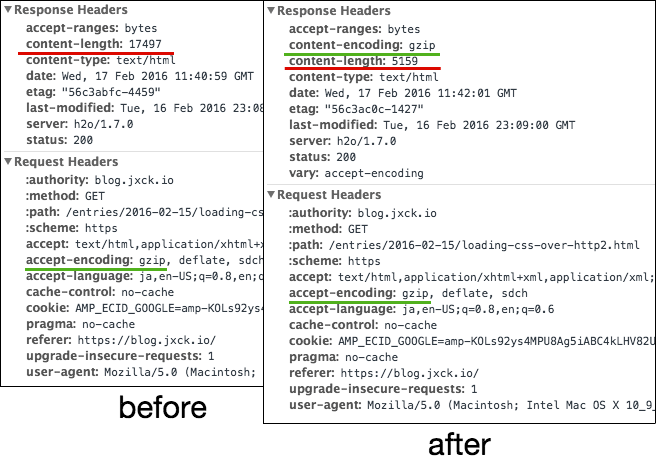 Response Headers
accept-ranges: bytes
content-length: 17497
content-type: text/html
date: Wed, 17 Feb 2016 11:40:59 GMT
etag: "56c3abfc-4459"
last-modified: Tue, 16 Feb 2016 23:08
server: h2o/1.7.0
status: 200
Request Headers
:authority: blog.jxck.io
:method: GET
:path: /entries/2016-02-15/loading-cs
:scheme: https
accept: text/html,application/xhtml+x
accept-encoding: gzip, deflate, sdch
accept-language: ja,en-US;q=0.8,en;q
cache-control: no-cache
cookie: AMP_ECID_GOOGLE=amp-KOLs92ys4
pragma: no-cache
referer: https://blog.jxck.io/
upgrade-insecure-requests: 1
user-agent: Mozilla/5.0 (Macintosh;
before
Response Headers
accept-ranges: bytes
content-encoding: gzip
content-length: 5159
content-type: text/html
date: Wed, 17 Feb 2016 11:42:01 GMT
etag: "56c3ac0c-1427"
last-modified: Tue, 16 Feb 2016 23:09:00 GMT
server: h2o/1.7.0
status: 200
vary: accept-encoding
Request Headers
:authority: blog.jxck.io
:method: GET
:path: /entries/2016-02-15/loading-css-over-http2.html
:scheme: https
accept: text/html,application/xhtml+xml,application/xml;
accept-encoding: gzip, deflate, sdch
accept-language: ja,en-US;q=0.8,en;q=0.6
cache-control: no-cache
cookie: AMP_ECID_GOOGLE=amp-KOLs92ys4MPU8Ag5iABC4kLHV82U
pragma: no-cache
referer: https://blog.jxck.io/
upgrade-insecure-requests: 1
user-agent: Mozilla/5.0 (Macintosh; Intel Mac OS X 10_9_
after